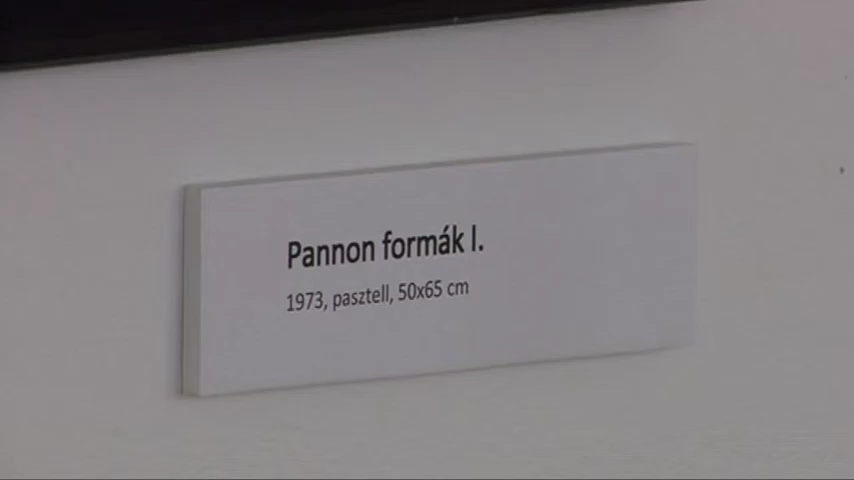 Pannon formák I.
1973, pasztell, 50x65 cm